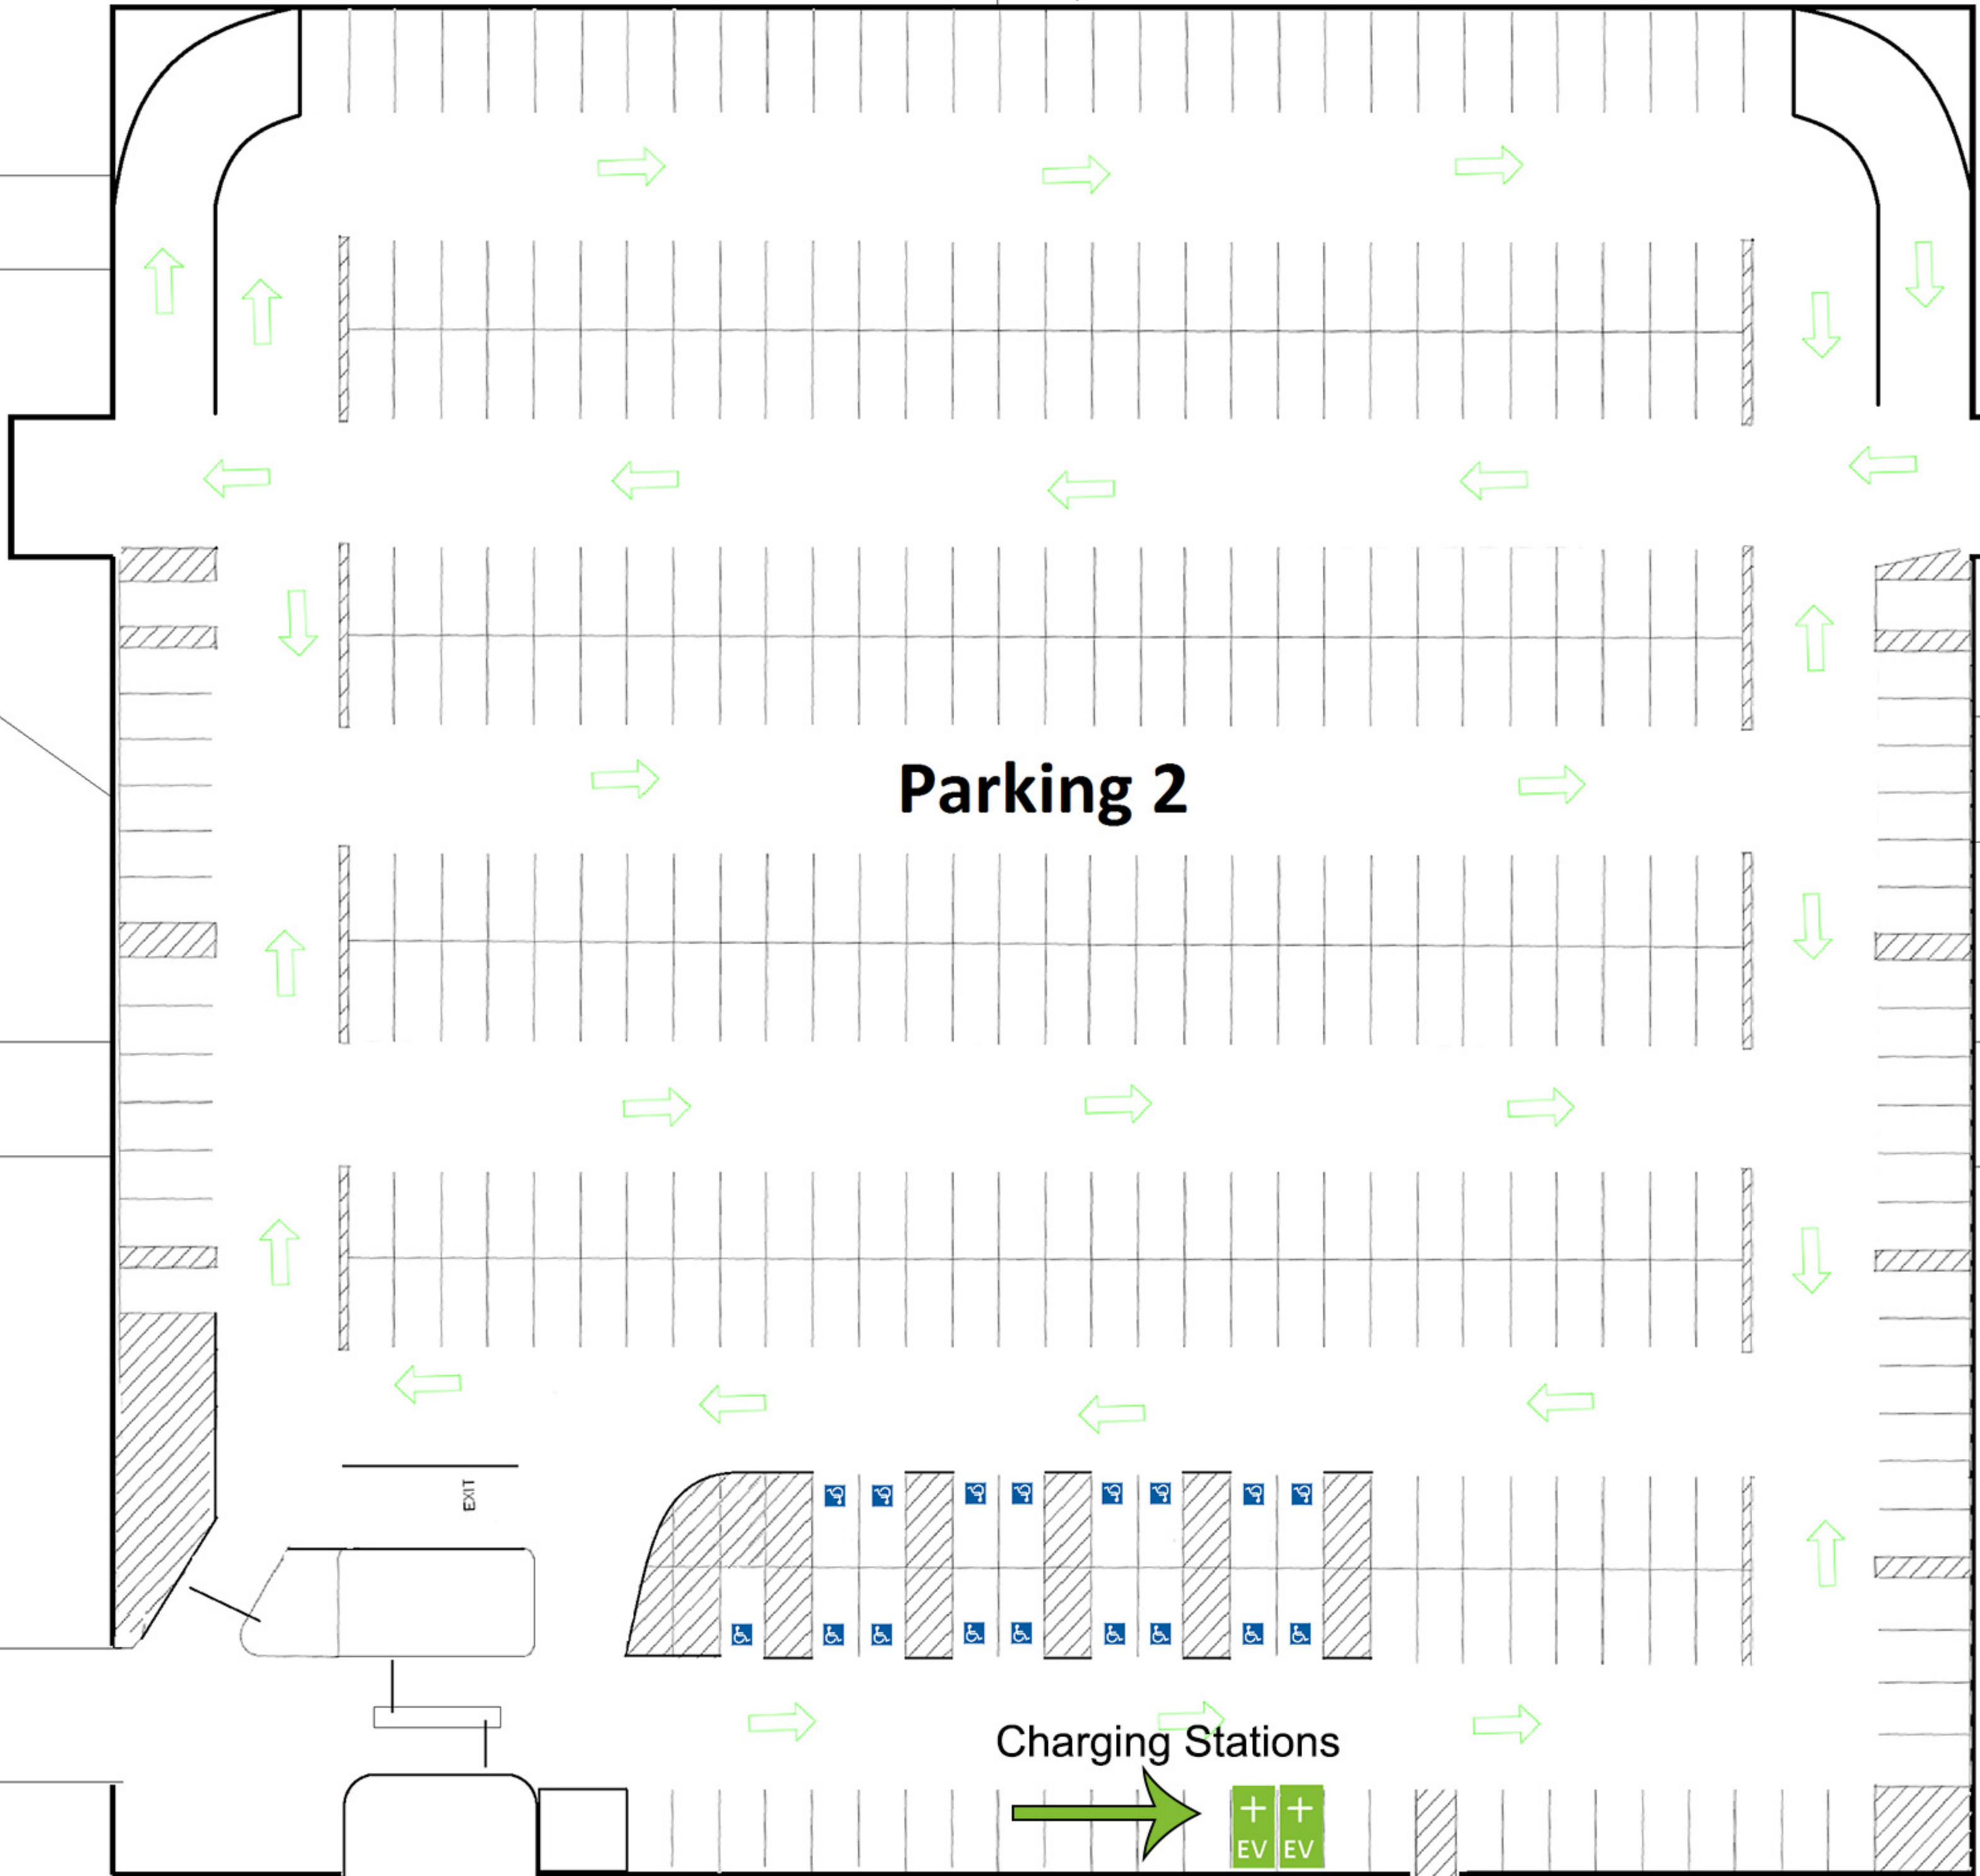 Parking 2
EXIT
Charging Stations
+ +
EV EV